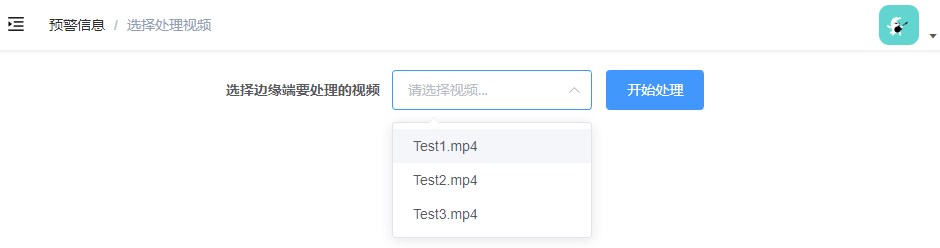 预警信息 / 选择处理视频
选择边缘端要处理的视频 请选择视频... 开始处理
Test1.mp4
Test2.mp4
Test3.mp4